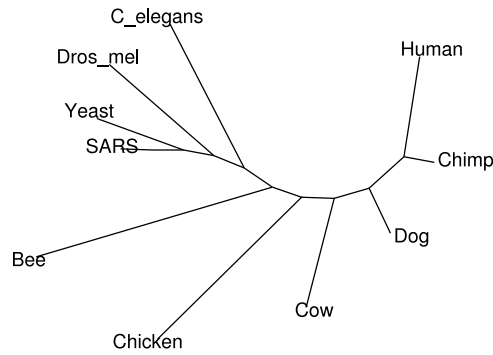 C_elegans
Human
Dros_mel
Yeast
SARS
Chimp
Dog
Bee
Cow
Chicken